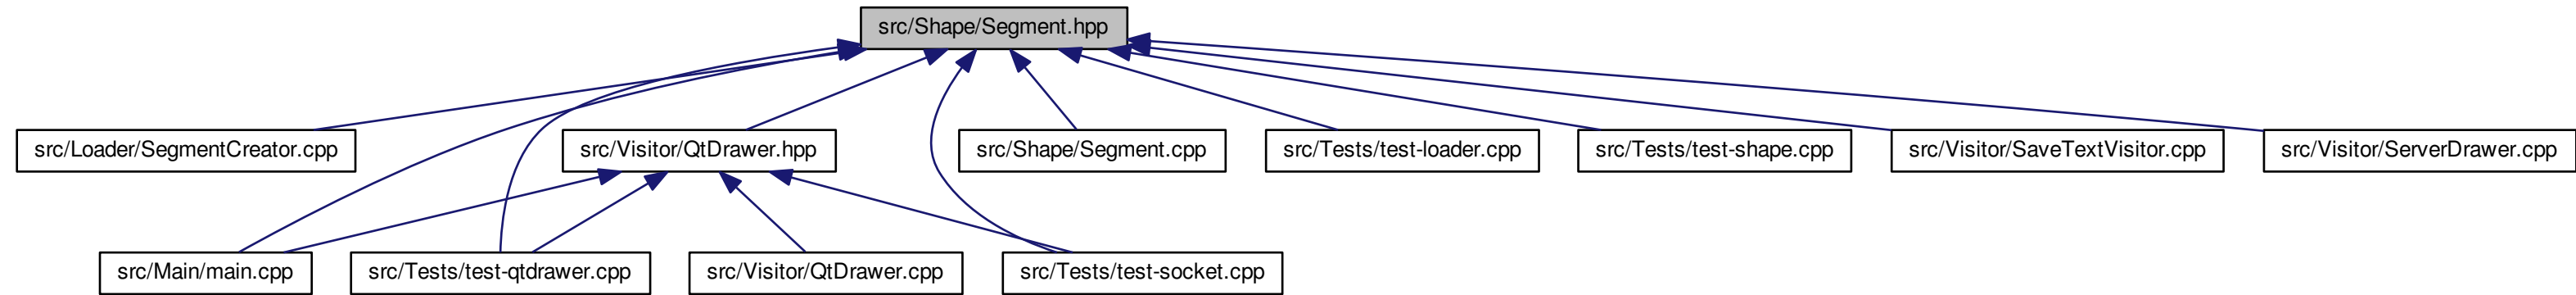 src/Shape/Segment.hpp
src/Loader/SegmentCreator.cpp
src/Visitor/QtDrawer.hpp
src/Shape/Segment.cpp
src/Tests/test-loader.cpp
src/Tests/test-shape.cpp
src/Visitor/SaveTextVisitor.cpp
src/Visitor/ServerDrawer.cpp
src/Main/main.cpp
src/Tests/test-qtdrawer.cpp
src/Visitor/QtDrawer.cpp
src/Tests/test-socket.cpp